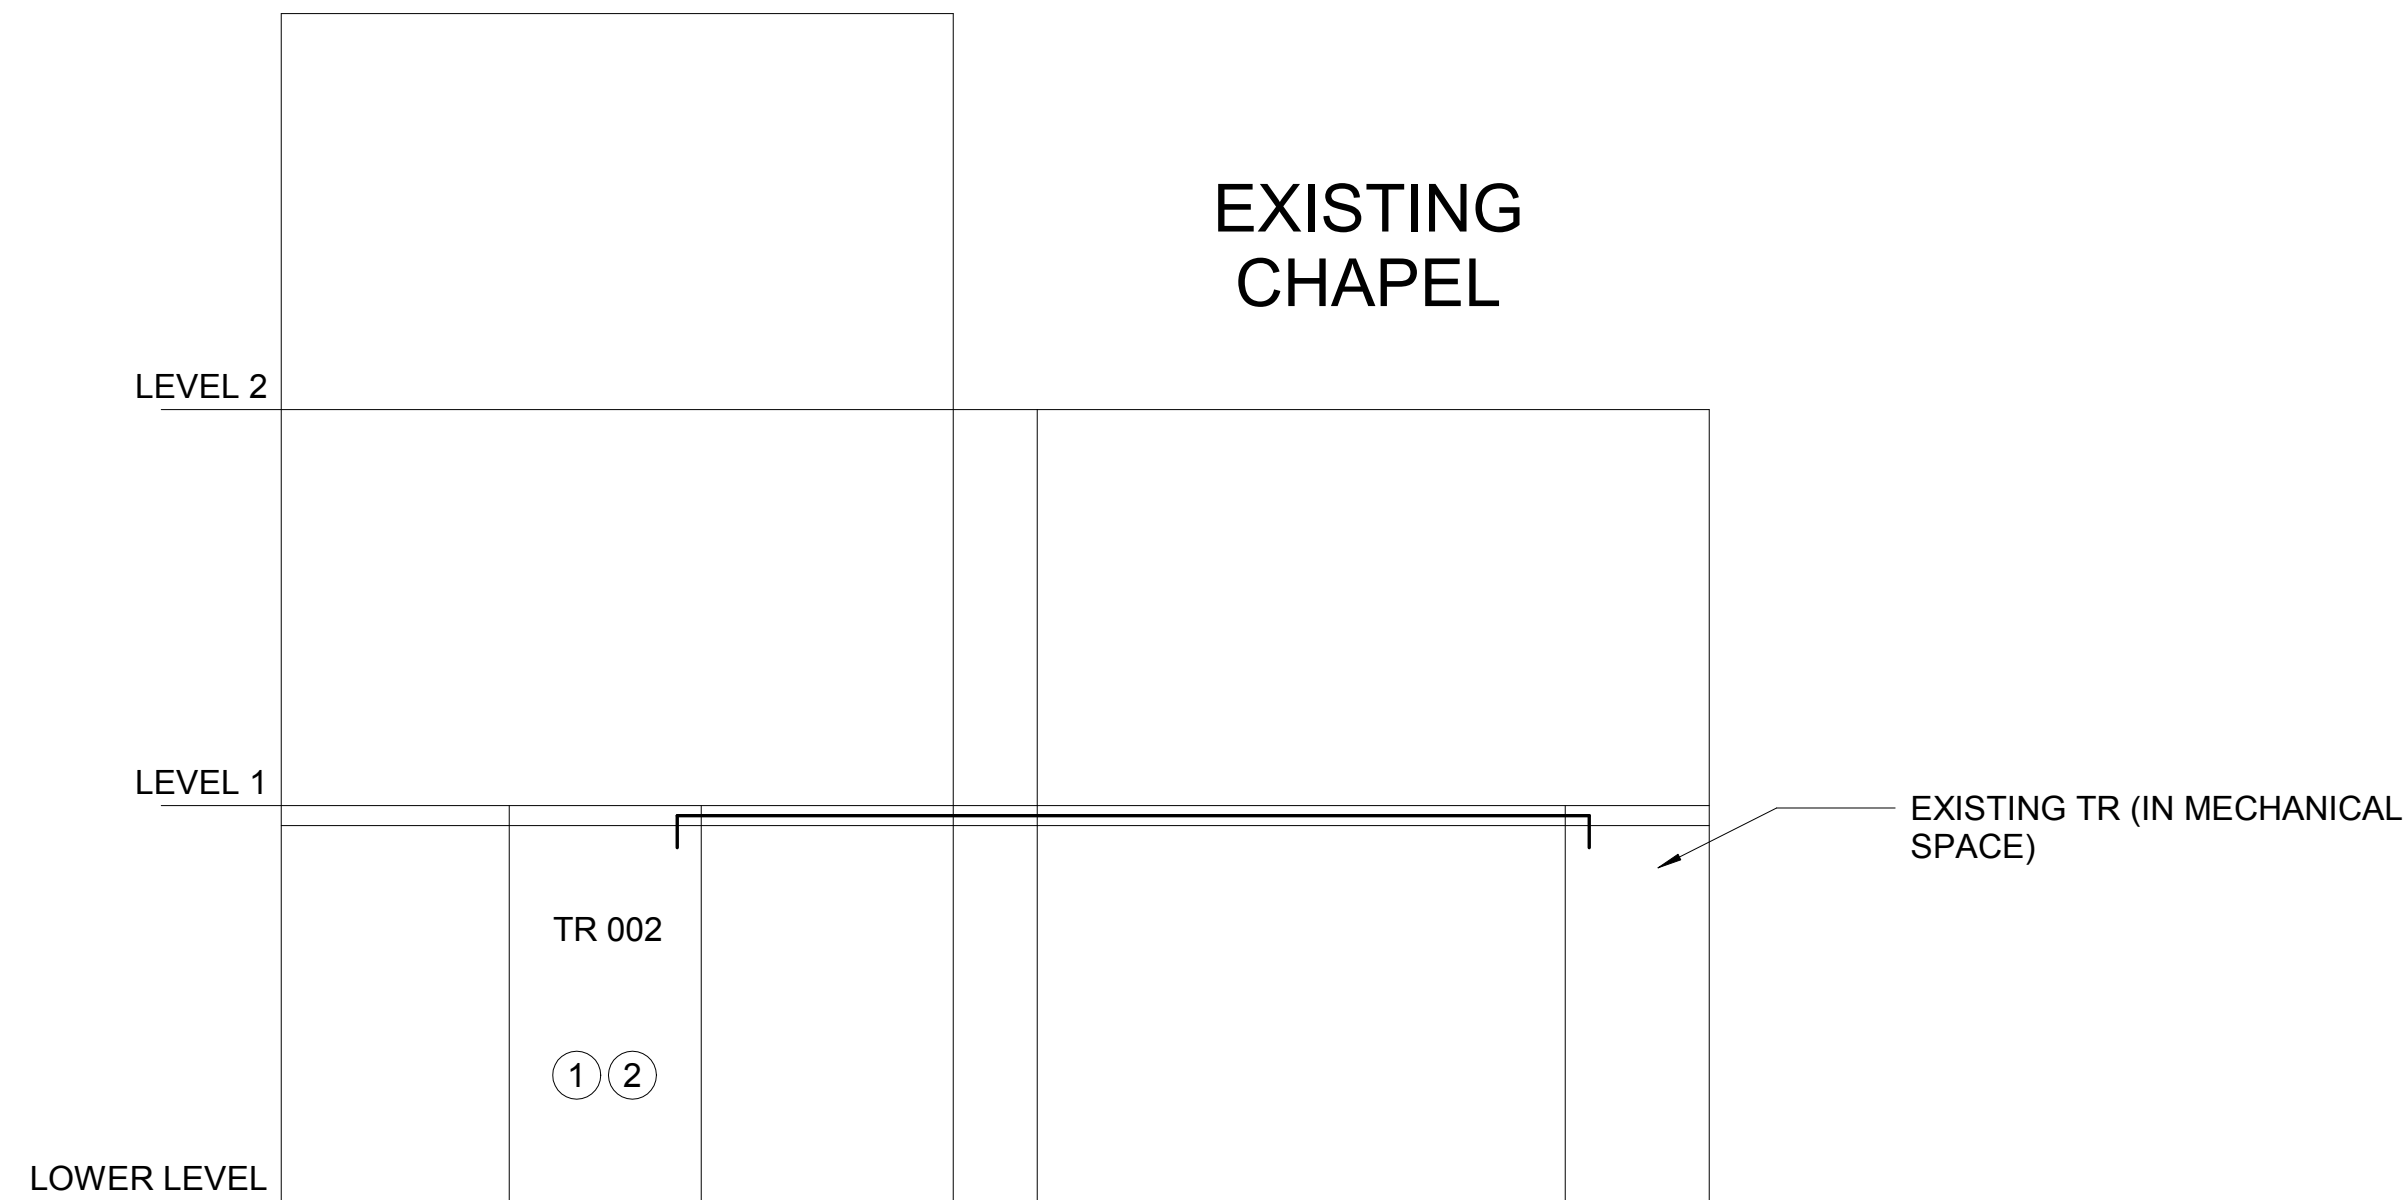 EXISTING
CHAPEL
LEVEL 2
LEVEL 1
EXISTING TR (IN MECHANICAL
SPACE)
TR 002
1 2
LOWER LEVEL